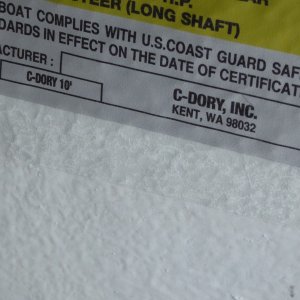 H.P.
STEER (LONG SHAFT)
BOAT COMPLIES WITH U.S.COAST GUARD SAF
DARDS IN EFFECT ON THE DATE OF CERTIFICAT
ACTURER :
C-DORY 10'
C-DORY, INC.
KENT, WA 98032